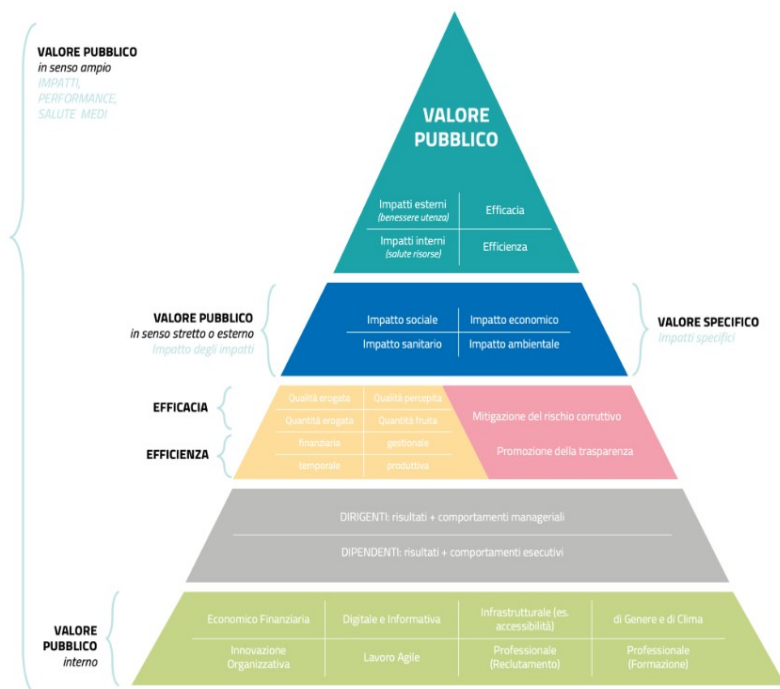 VALORE PUBBLICO
in senso ampio
IMPATTI,
PERFORMANCE,
SALUTE MEDI
VALORE
PUBBLICO
Impatti esterni
(benessere utenza)
Efficacia
Impatti interni
(salute risorse)
Efficienza
VALORE PUBBLICO
in senso stretto o esterno
Impatto degli impatti
Impatto sociale
Impatto economico
Impatto sanitario
Impatto ambientale
VALORE SPECIFICO
Impatti specifici
EFFICACIA
Qualità erogata
Qualità percepita
Quantità erogata
Quantità fruita
EFFICIENZA
finanziaria
gestionale
temporale
produttiva
Mitigazione del rischio corruttivo
Promozione della trasparenza
DIRIGENTI: risultati + comportamenti manageriali
DIPENDENTI: risultati + comportamenti esecutivi
VALORE
PUBBLICO
interno
Economico Finanziaria
Digitale e Informativa
Infrastrutturale (es.
accessibilità)
di Genere e di Clima
Innovazione
Organizzativa
Lavoro Agile
Professionale
(Reclutamento)
Professionale
(Formazione)